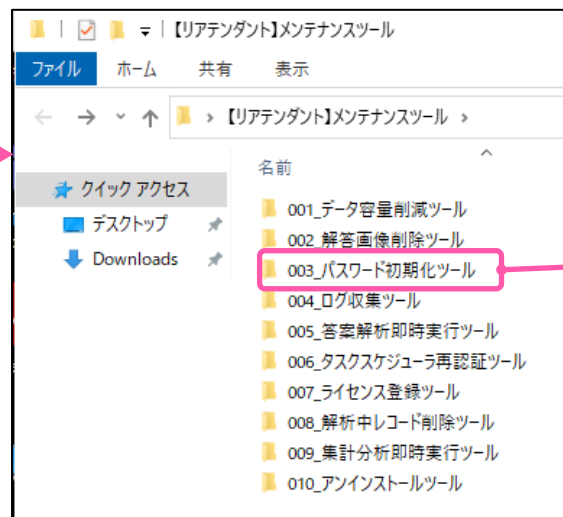 【リアテンダント】メンテナンスツール
ファイル ホーム 共有 表示
【リアテンダント】メンテナンスツール
名前
クイック アクセス
デスクトップ
Downloads
001_データ容量削減ツール
002_解答画像削除ツール
003_パスワード初期化ツール
004_ログ収集ツール
005_答案解析即時実行ツール
006_タスクスケジューラ再認証ツール
007_ライセンス登録ツール
008_解析中レコード削除ツール
009_集計分析即時実行ツール
010_アンインストールツール